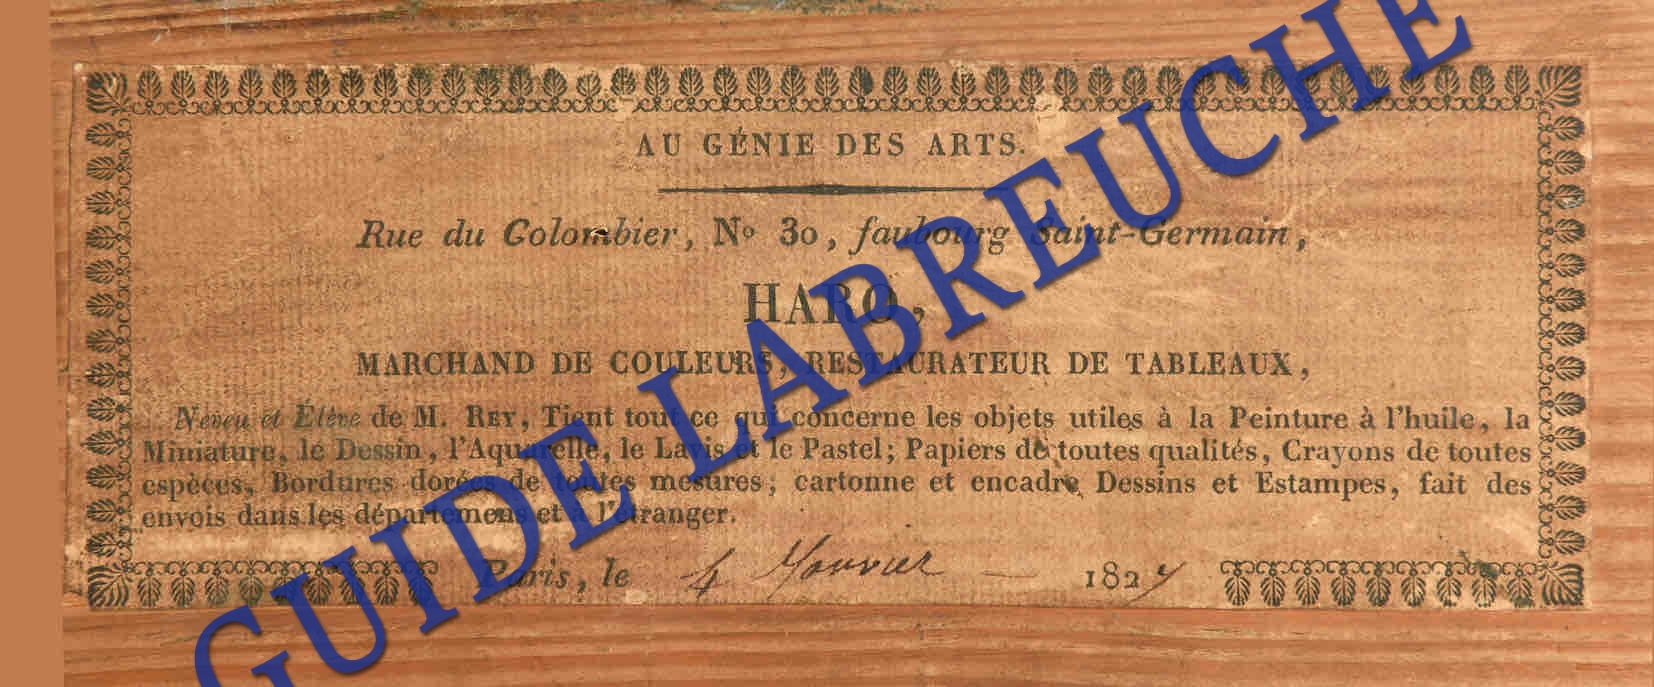 AU GÉNIE DES ARTS.
Rue du Colombier, Nº 30, faubourg Saint-Germain,
HARO,
MARCHAND DE COULEURS, RESTAURATEUR DE TABLEAUX,
Neveu et Élève de M. REY, Tient tout ce qui concerne les objets utiles à la Peinture à l'huile, la
Miniature, le Dessin, l'Aquarelle, le Lavis et le Pastel; Papiers de toutes qualités, Crayons de toutes
espèces, Bordures dorées de toutes mesures; cartonne et encadre Dessins et Estampes, fait des
envois dans les départemens et à l'étranger.
Paris, le 4 Janvier 1827
GUIDE LABREUCHE